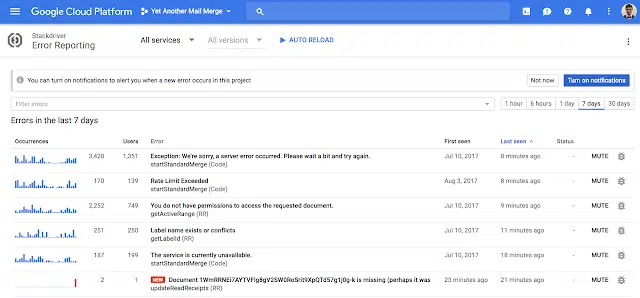 Google Cloud Platform
Yet Another Mail Merge
Stackdriver
Error Reporting
All services
All versions
AUTO RELOAD
You can turn on notifications to alert you when a new error occurs in this project
Not now
Turn on notifications
Filter errors
1 hour
6 hours
1 day
7 days
30 days
Errors in the last 7 days
Occurrences Users Error First seen Last seen Status
3,428 1,351 Exception: We're sorry, a server error occurred. Please wait a bit and try again. Jul 10, 2017 8 minutes ago - MUTE
startStandardMerge (Code)
170 139 Rate Limit Exceeded Aug 3, 2017 8 minutes ago - MUTE
startStandardMerge (Code)
2,252 749 You do not have permissions to access the requested document. Jul 10, 2017 9 minutes ago - MUTE
getActiveRange (RR)
251 250 Label name exists or conflicts Jul 10, 2017 11 minutes ago - MUTE
getLabelId (RR)
187 199 The service is currently unavailable. Jul 10, 2017 18 minutes ago - MUTE
startStandardMerge (Code)
2 1 NEW Document is missing (perhaps it was 23 minutes ago 21 minutes ago - MUTE
updateReadReceipts (RR)